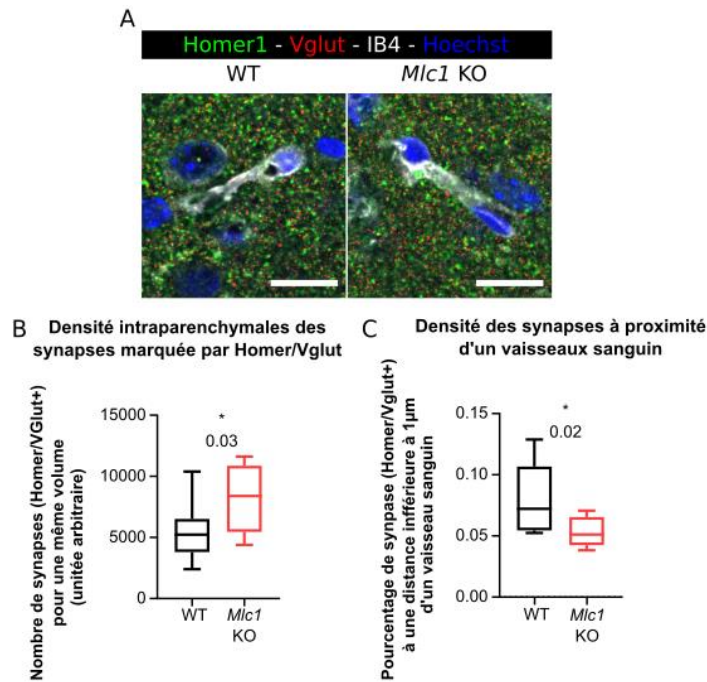 A
Homer1 - Vglut - IB4 - Hoechst
WT
Mlc1 KO
B
Densité intraparenchymales des
synapses marquée par Homer/Vglut
Nombre de synapses (Homer/VGlut+)
pour une même volume
(unitée arbitraire)
15000
10000
5000
0
*
0.03
WT
Mlc1
KO
C
Densité des synapses à proximité
d'un vaisseaux sanguin
Pourcentage de synpase (Homer/Vglut+)
à une distance infférieure à 1µm
d'un vaisseau sanguin
0.15
0.10
0.05
0.00
*
0.02
WT
Mlc1
KO